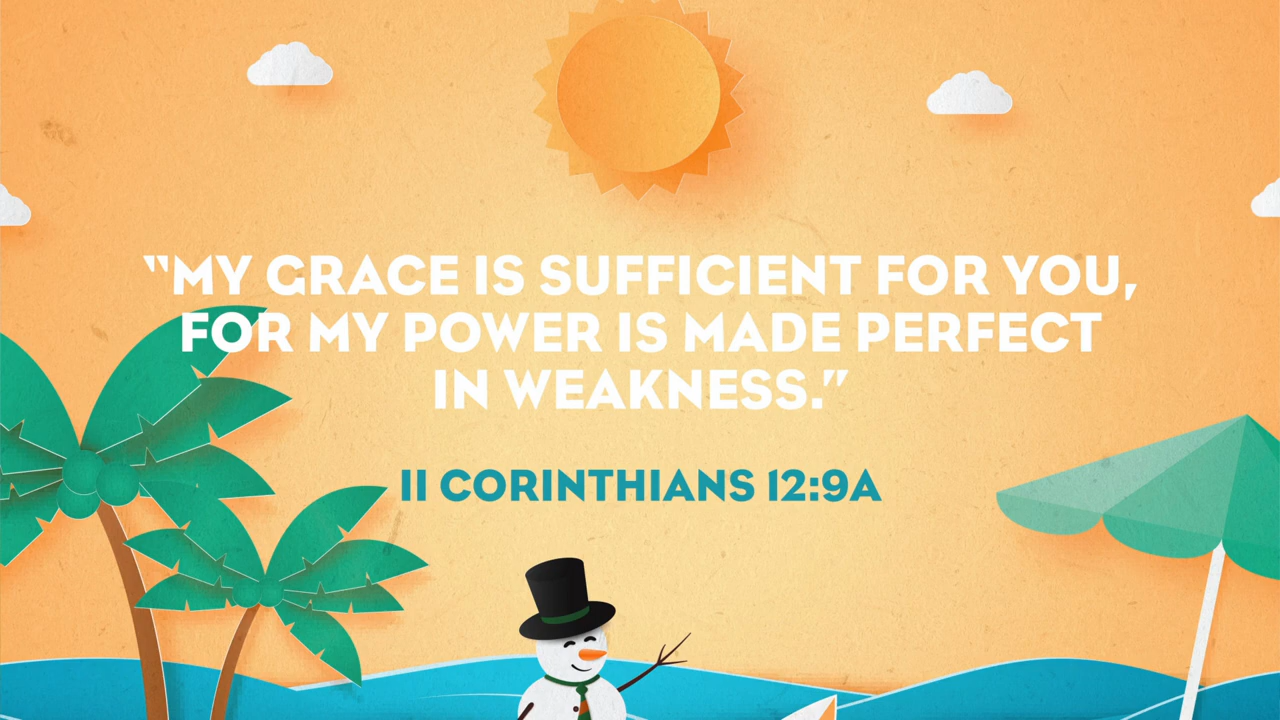 “MY GRACE IS SUFFICIENT FOR YOU,
FOR MY POWER IS MADE PERFECT
IN WEAKNESS.”
II CORINTHIANS 12:9A